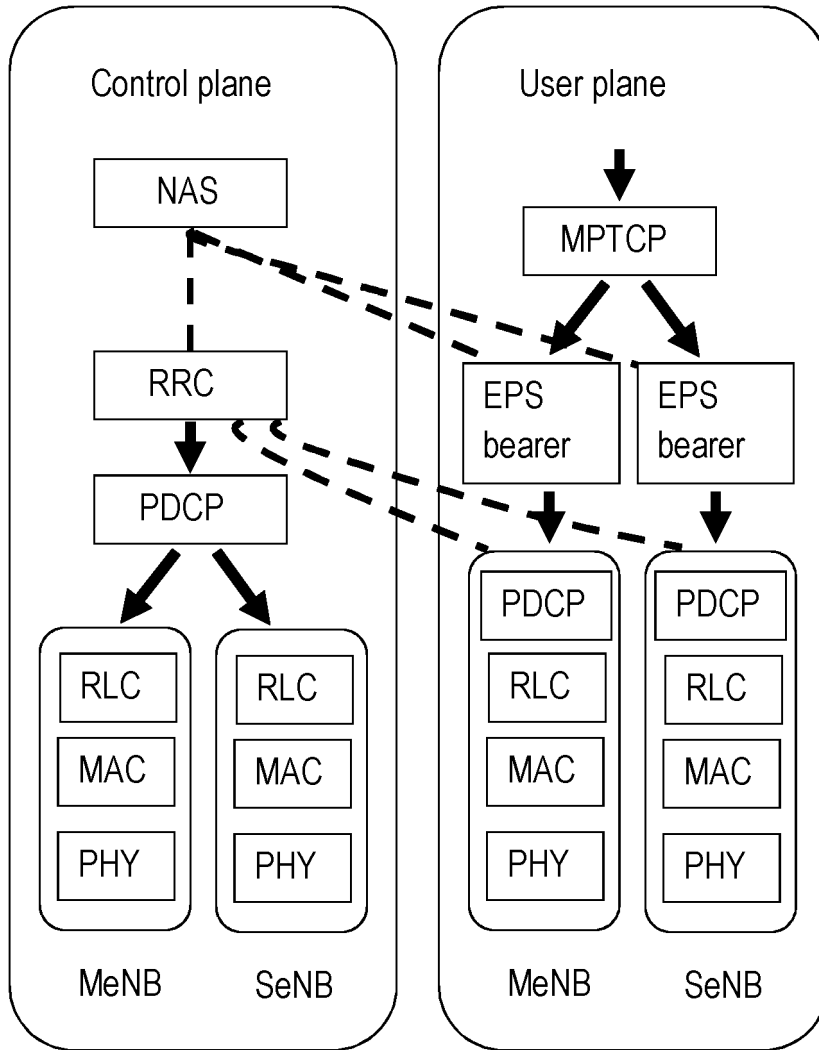 Control plane
NAS
RRC
PDCP
RLC
MAC
PHY
MeNB
RLC
MAC
PHY
SeNB
User plane
MPTCP
EPS
bearer
EPS
bearer
PDCP
RLC
MAC
PHY
MeNB
PDCP
RLC
MAC
PHY
SeNB